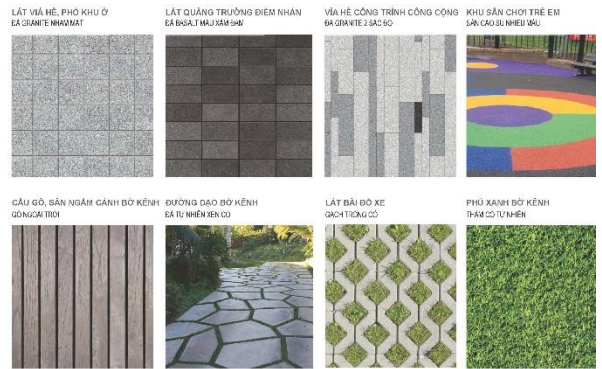 LÁT VỈA HÈ, PHỐ KHU Ở
ĐÁ GRANITE NHÁM MẶT
LÁT QUẢNG TRƯỜNG ĐIỂM NHẤN
ĐÁ BASALT MÀU XÁM ĐẬM
VỈA HÈ CÔNG TRÌNH CÔNG CỘNG
ĐÁ GRANITE 2 SẮC ĐỘ
KHU SÂN CHƠI TRẺ EM
SÀN CAO SU NHIỀU MÀU
CẦU GỖ, SÀN NGẮM CẢNH BỜ KÊNH
GỖ NGOÀI TRỜI
ĐƯỜNG DẠO BỜ KÊNH
ĐÁ TỰ NHIÊN XEN CỎ
LÁT BÃI ĐỖ XE
GẠCH TRỒNG CỎ
PHỦ XANH BỜ KÊNH
THẢM CỎ TỰ NHIÊN